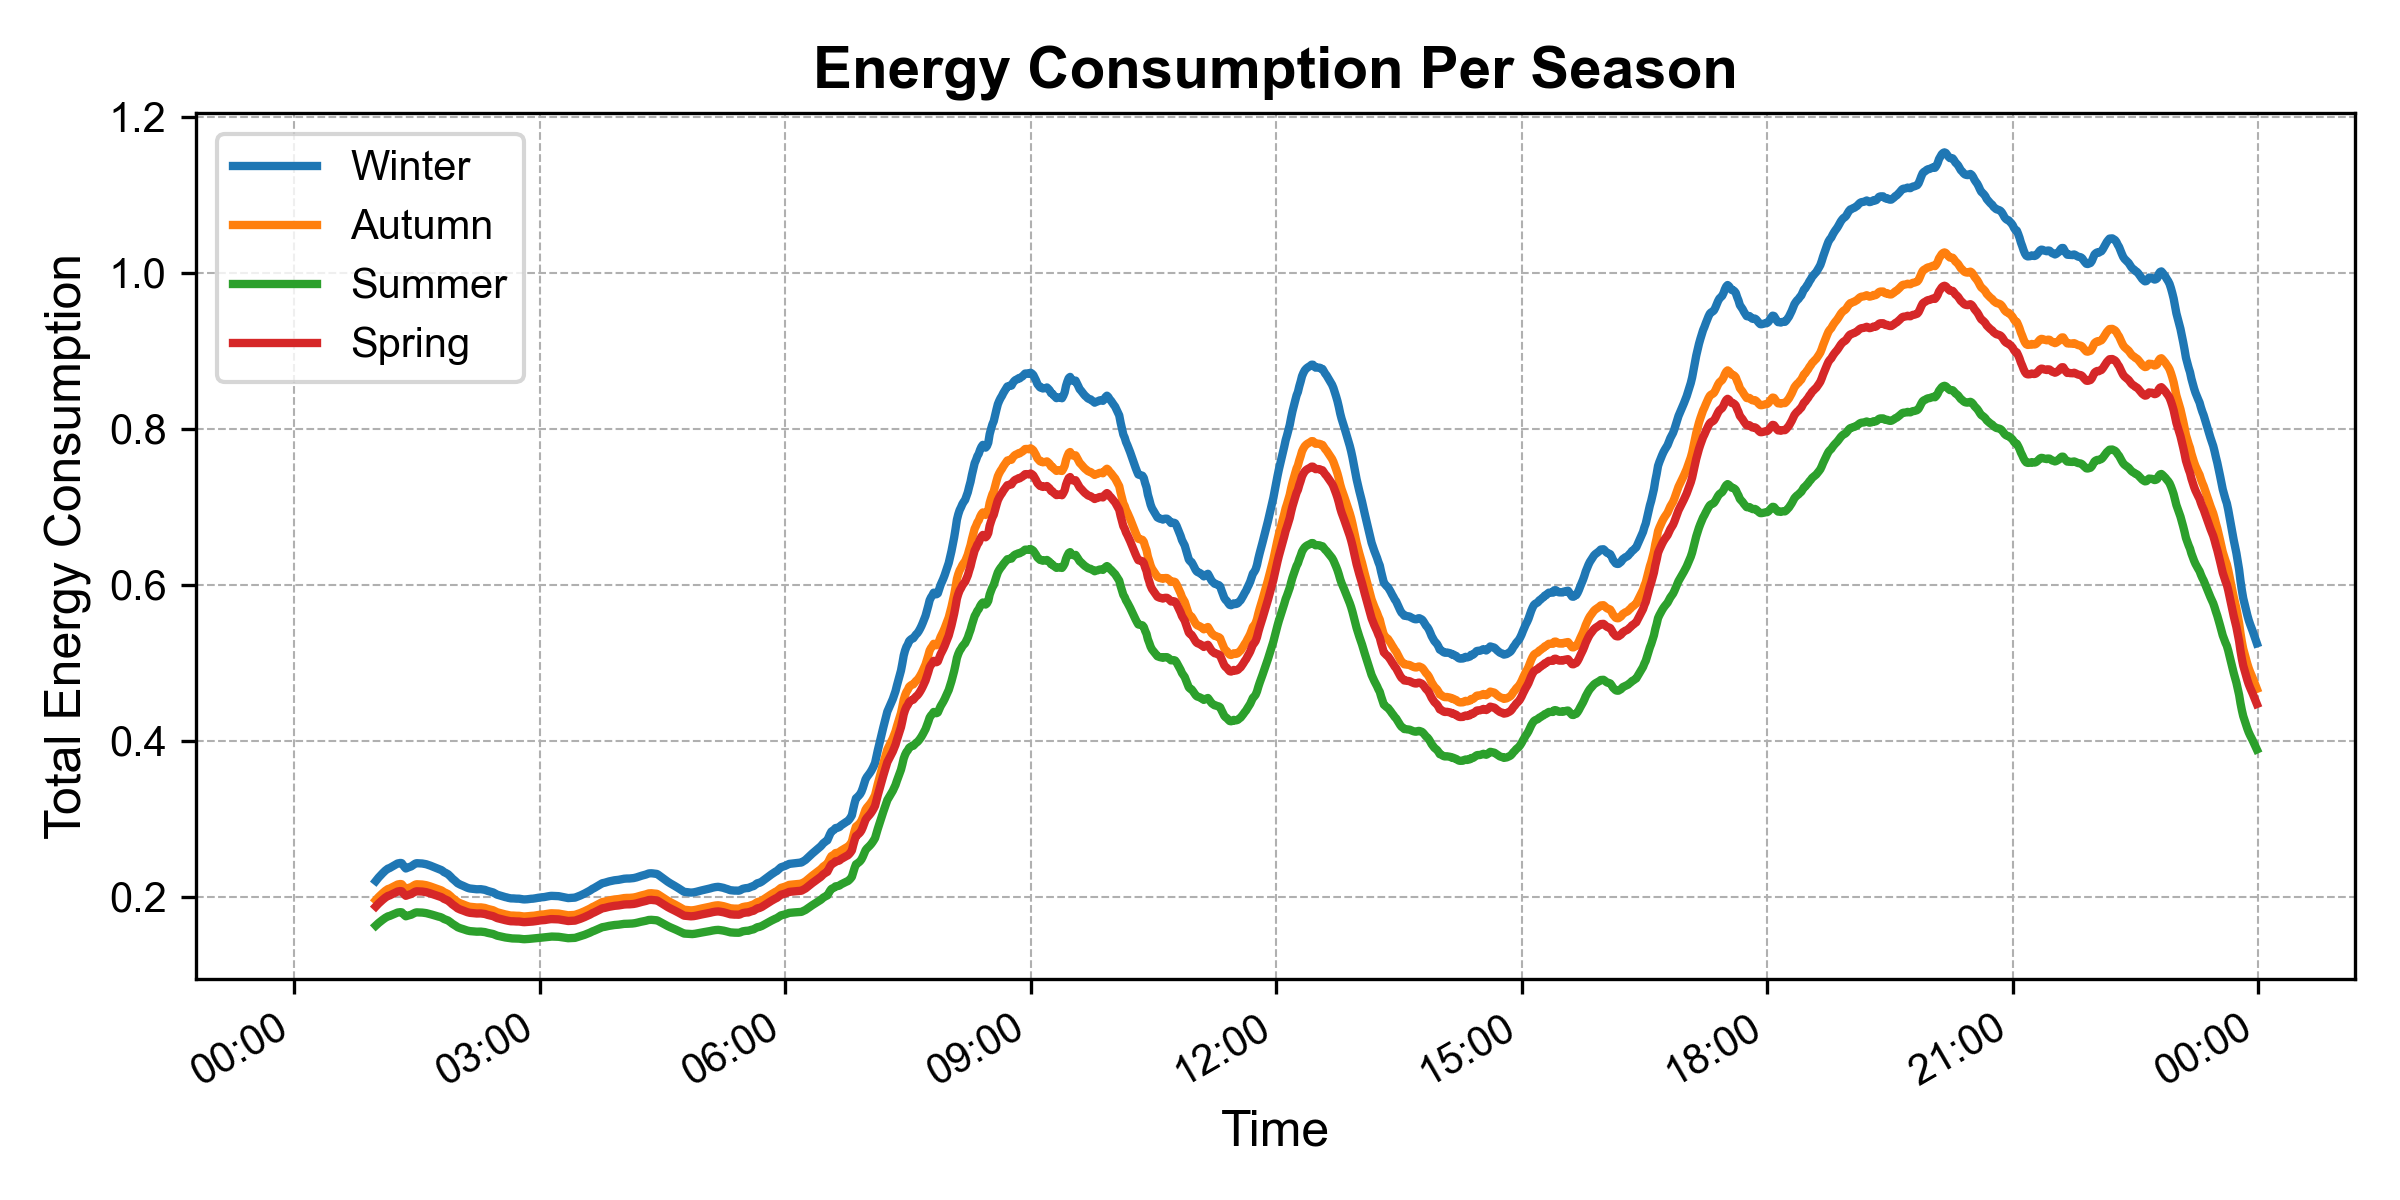 Energy Consumption Per Season
1.2
1.0
0.8
0.6
0.4
0.2
Total Energy Consumption
Winter
Autumn
Summer
Spring
00:00
03:00
06:00
09:00
12:00
15:00
18:00
21:00
00:00
Time